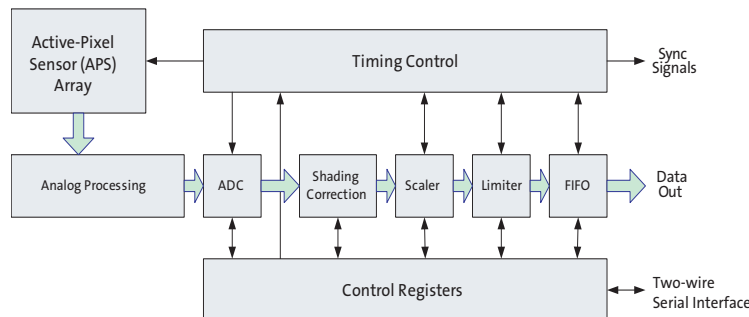 Active-Pixel
Sensor (APS)
Array
Timing Control
Sync
Signals
Analog Processing
ADC
Shading
Correction
Scaler
Limiter
FIFO
Data
Out
Control Registers
Two-wire
Serial Interface